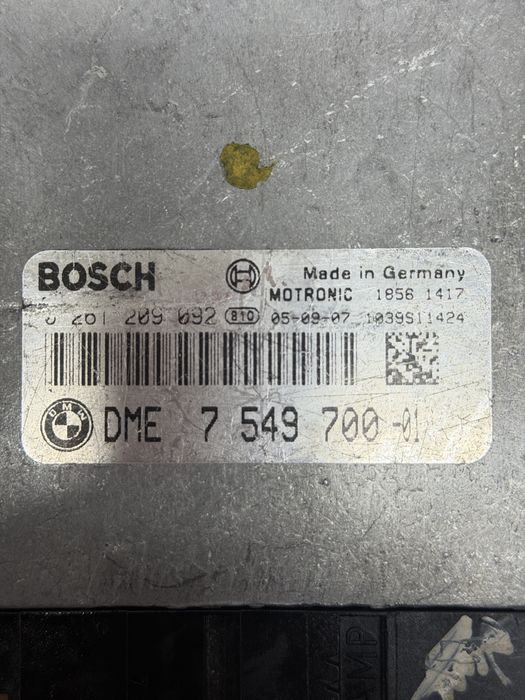 BOSCH
Made in Germany
MOTRONIC 1856 1417
0 261 209 092 810 05-09-07 1039S11424
BMW DME 7 549 700-01